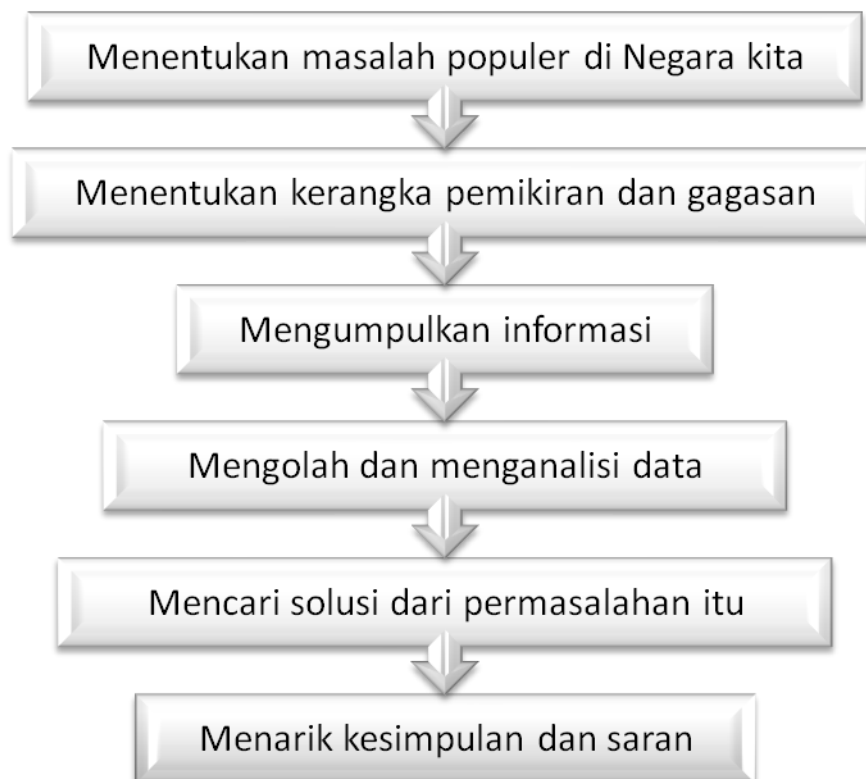 Menentukan masalah populer di Negara kita
Menentukan kerangka pemikiran dan gagasan
Mengumpulkan informasi
Mengolah dan menganalisi data
Mencari solusi dari permasalahan itu
Menarik kesimpulan dan saran